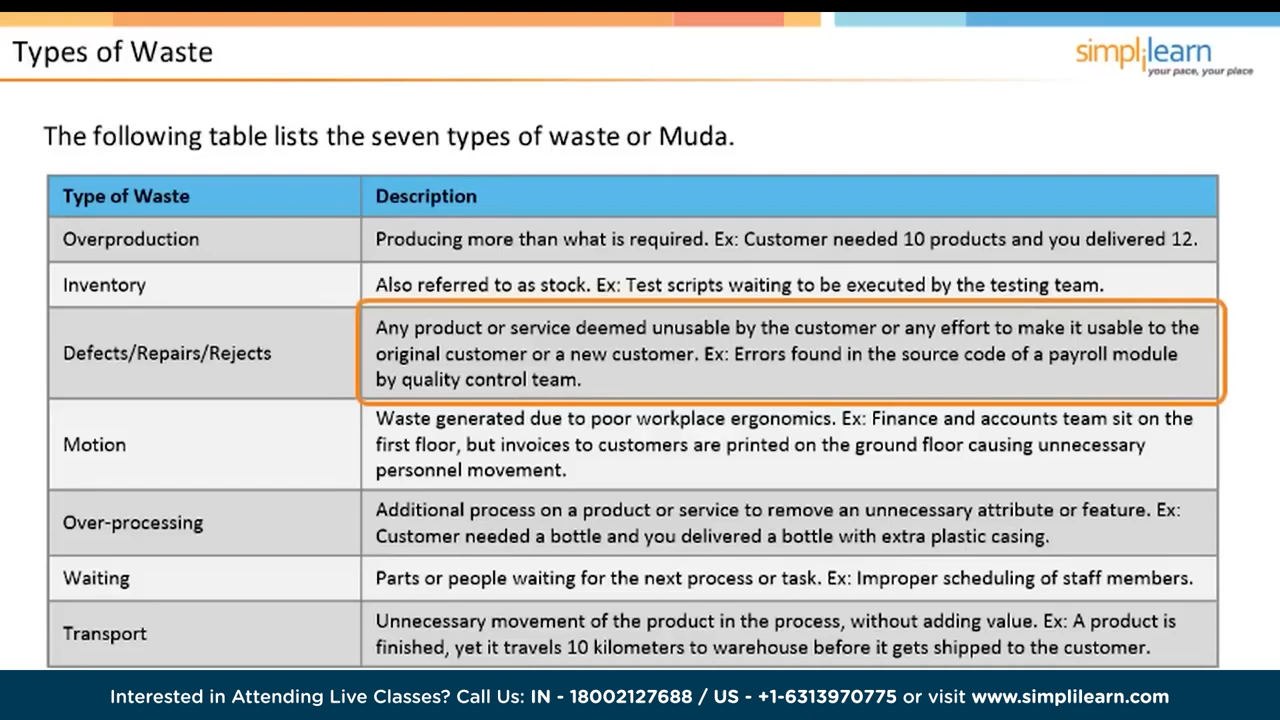 Types of Waste
simplilearn
your pace, your place
The following table lists the seven types of waste or Muda.
Type of Waste
Description
Overproduction
Producing more than what is required. Ex: Customer needed 10 products and you delivered 12.
Inventory
Also referred to as stock. Ex: Test scripts waiting to be executed by the testing team.
Defects/Repairs/Rejects
Any product or service deemed unusable by the customer or any effort to make it usable to the
original customer or a new customer. Ex: Errors found in the source code of a payroll module
by quality control team.
Motion
Waste generated due to poor workplace ergonomics. Ex: Finance and accounts team sit on the
first floor, but invoices to customers are printed on the ground floor causing unnecessary
personnel movement.
Over-processing
Additional process on a product or service to remove an unnecessary attribute or feature. Ex:
Customer needed a bottle and you delivered a bottle with extra plastic casing.
Waiting
Parts or people waiting for the next process or task. Ex: Improper scheduling of staff members.
Transport
Unnecessary movement of the product in the process, without adding value. Ex: A product is
finished, yet it travels 10 kilometers to warehouse before it gets shipped to the customer.
Interested in Attending Live Classes? Call Us: IN - 18002127688 / US - +1-6313970775 or visit www.simplilearn.com